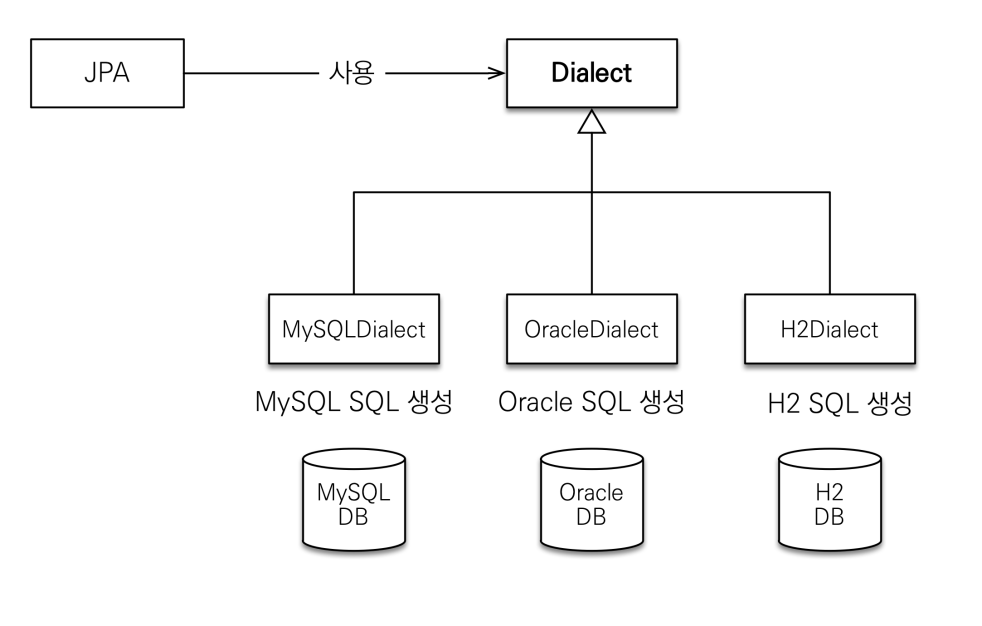 JPA
사용
Dialect
MySQLDialect
OracleDialect
H2Dialect
MySQL SQL 생성
Oracle SQL 생성
H2 SQL 생성
MySQL
DB
Oracle
DB
H2
DB